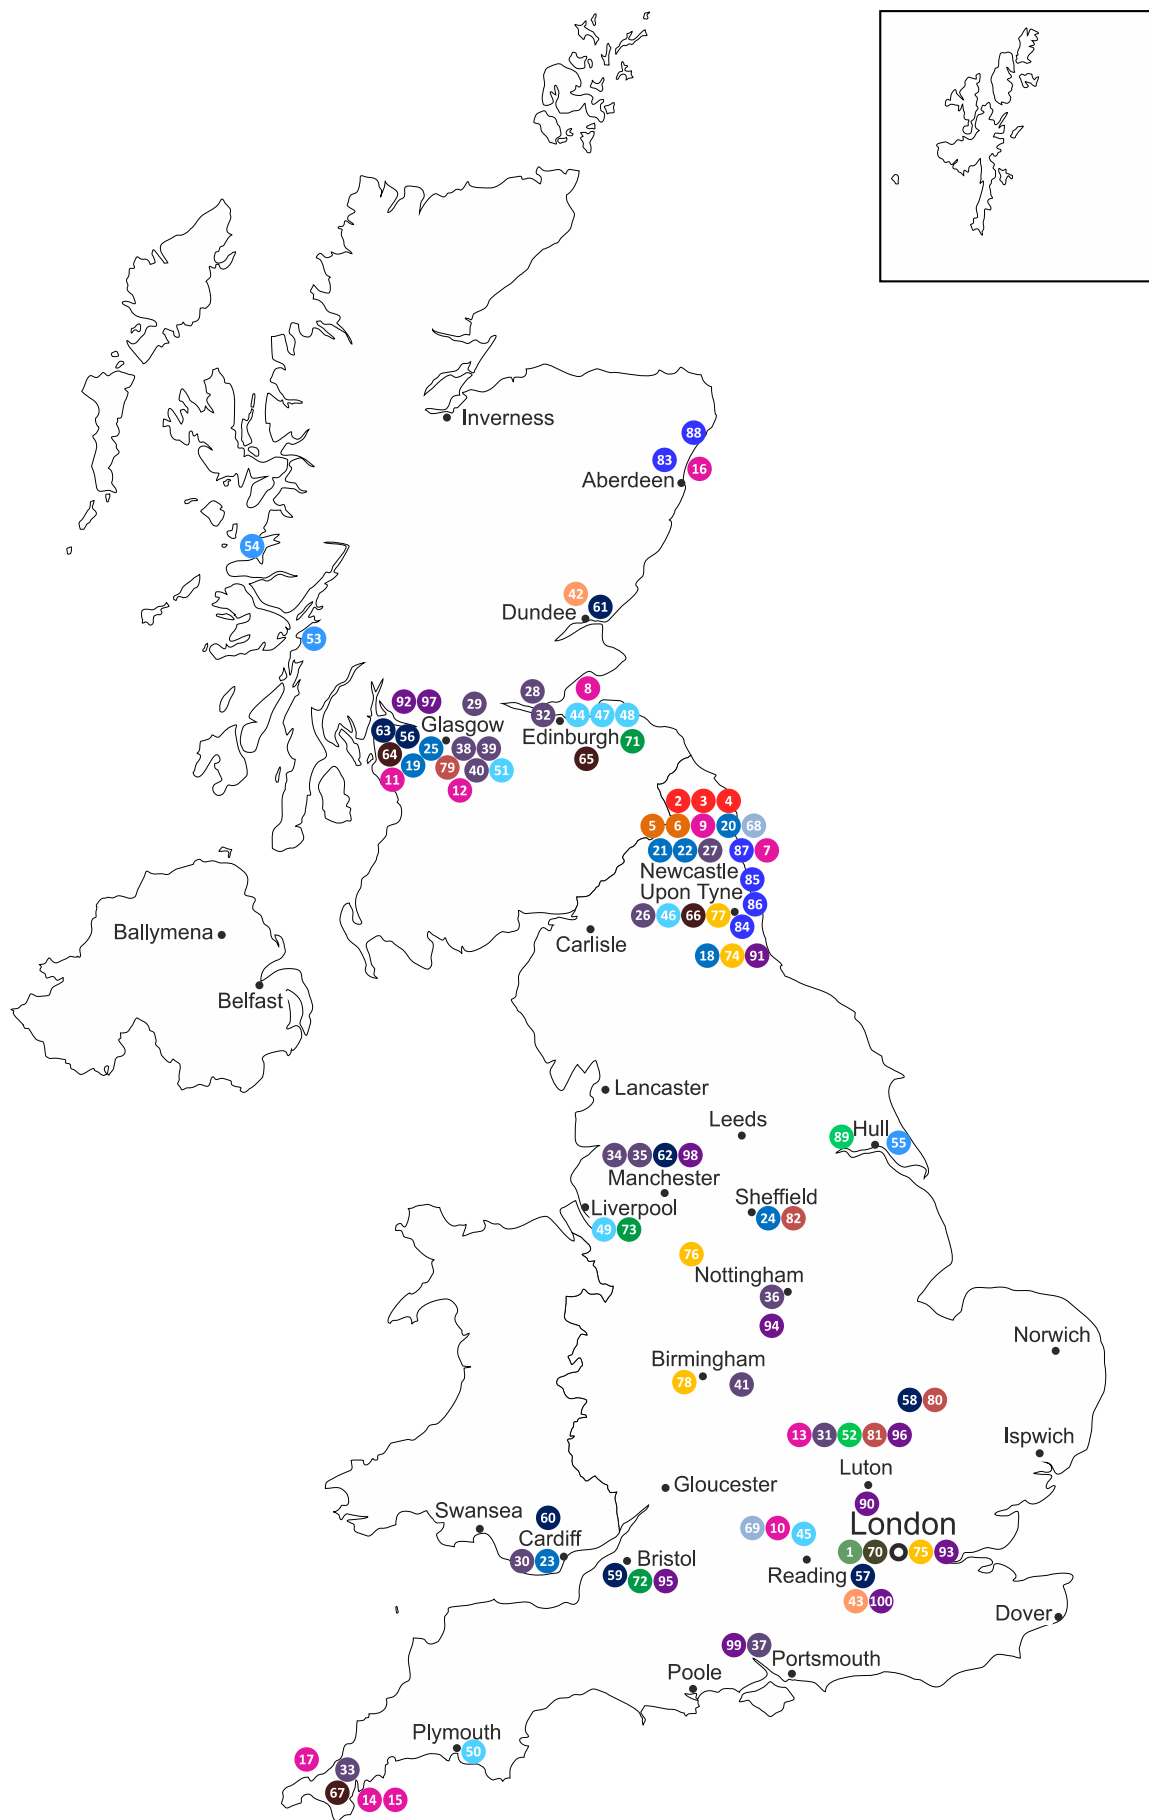 Inverness
88
83
16
Aberdeen
54
42
61
Dundee
53
28
8
92 97
29
32
44 47 48
63
56
Glasgow
Edinburgh
71
64
25
38 39
65
19
79
40
51
11
12
2 3 4
5 6 9 20 68
21 22 27 87 7
Newcastle
85
Upon Tyne
86
26 46 66 77
84
Ballymena
Carlisle
18 74 91
Belfast
Lancaster
Leeds
89
Hull
55
34 35 62 98
Manchester
Liverpool
Sheffield
49 73
24 82
76
Nottingham
36
94
Norwich
Birmingham
78
41
58 80
13 31 52 81 96
Ispwich
Luton
Gloucester
90
Swansea
60
69 10
45
London
Cardiff
30 23
1 70 75 93
Bristol
59
72 95
Reading
57
43 100
Dover
99 37
Portsmouth
Poole
Plymouth
50
17
33
67
14 15